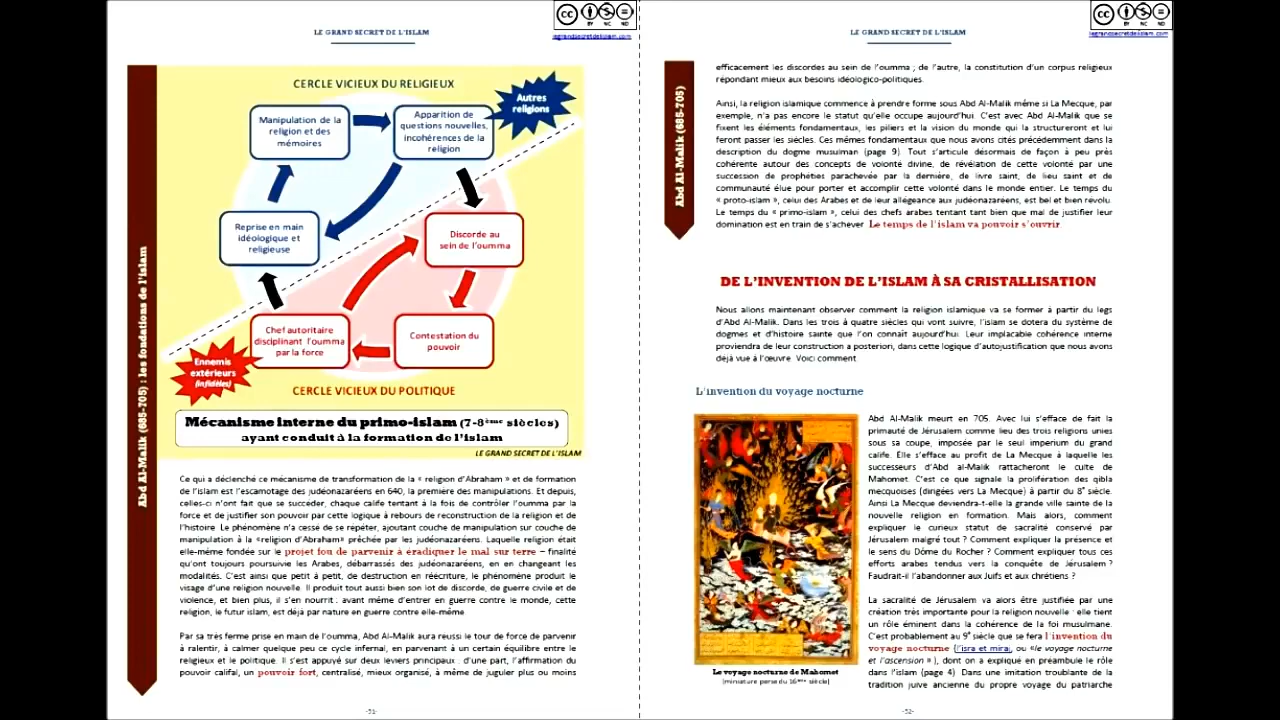 LE GRAND SECRET DE L'ISLAM
legrandsecretdelislam.com
Abd Al-Malik (685-705) : les fondations de l'islam
CERCLE VICIEUX DU RELIGIEUX
Autres
religions
Manipulation de la
religion et des
mémoires
Apparition de
questions nouvelles,
incohérences de la
religion
Reprise en main
idéologique et
religieuse
Discorde au
sein de l'oumma
Chef autoritaire
disciplinant l'oumma
par la force
Contestation du
pouvoir
Ennemis
extérieurs
(infidèles)
CERCLE VICIEUX DU POLITIQUE
Mécanisme interne du primo-islam (7-8ème siècles)
ayant conduit à la formation de l'islam
LE GRAND SECRET DE L'ISLAM
Ce qui a déclenché ce mécanisme de transformation de la « religion d'Abraham » et de formation
de l'islam est l'escamotage des judéonazaréens en 640, la première des manipulations. Et depuis,
celles-ci n'ont fait que se succéder, chaque calife tentant à la fois de contrôler l'oumma par la
force et de justifier son pouvoir par cette logique à rebours de reconstruction de la religion et de
l'histoire. Le phénomène n'a cessé de se repéter, ajoutant couche de manipulation sur couche de
manipulation à la «religion d'Abraham» prêchée par les judéonazaréens. Laquelle religion était
elle-même fondée sur le projet fou de parvenir à éradiquer le mal sur terre – finalité
qu'ont toujours poursuivie les Arabes, débarrassés des judéonazaréens, en en changeant les
modalités. C'est ainsi que petit à petit, de destruction en réécriture, le phénomène produit le
visage d'une religion nouvelle. Il produit tout aussi bien son lot de discorde, de guerre civile et de
violence, et bien plus, il s'en nourrit : avant même d'entrer en guerre contre le monde, cette
religion, le futur islam, est déjà par nature en guerre contre elle-même.
Par sa très ferme prise en main de l'oumma, Abd Al-Malik aura reussi le tour de force de parvenir
à ralentir, à calmer quelque peu ce cycle infernal, en parvenant à un certain équilibre entre le
religieux et le politique. Il s'est appuyé sur deux leviers principaux : d'une part, l'affirmation du
pouvoir califal, un pouvoir fort, centralisé, mieux organisé, à même de juguler plus ou moins
-51-
LE GRAND SECRET DE L'ISLAM
legrandsecretdelislam.com
Abd Al-Malik (685-705)
efficacement les discordes au sein de l'oumma ; de l'autre, la constitution d'un corpus religieux
répondant mieux aux besoins idéologico-politiques.
Ainsi, la religion islamique commence à prendre forme sous Abd Al-Malik même si La Mecque, par
exemple, n'a pas encore le statut qu'elle occupe aujourd'hui. C'est avec Abd Al-Malik que se
fixent les éléments fondamentaux, les piliers et la vision du monde qui la structureront et lui
feront passer les siècles. Ces mêmes fondamentaux que nous avons cités précédemment dans la
description du dogme musulman (page 9). Tout s'articule désormais de façon à peu près
cohérente autour des concepts de volonté divine, de révélation de cette volonté par une
succession de prophéties parachevée par la dernière, de livre saint, de lieu saint et de
communauté élue pour porter et accomplir cette volonté dans le monde entier. Le temps du
« proto-islam », celui des Arabes et de leur allégeance aux judéonazaréens, est bel et bien révolu.
Le temps du « primo-islam », celui des chefs arabes tentant tant bien que mal de justifier leur
domination est en train de s'achever. Le temps de l'islam va pouvoir s'ouvrir.
DE L'INVENTION DE L'ISLAM À SA CRISTALLISATION
Nous allons maintenant observer comment la religion islamique va se former à partir du legs
d'Abd Al-Malik. Dans les trois à quatre siècles qui vont suivre, l'islam se dotera du système de
dogmes et d'histoire sainte que l'on connaît aujourd'hui. Leur implacable cohérence interne
proviendra de leur construction a posteriori, dans cette logique d'autojustification que nous avons
déjà vue à l'œuvre. Voici comment.
L'invention du voyage nocturne
Abd Al-Malik meurt en 705. Avec lui s'efface de fait la
primauté de Jérusalem comme lieu des trois religions unies
sous sa coupe, imposée par le seul imperium du grand
calife. Elle s'efface au profit de La Mecque à laquelle les
successeurs d'Abd al-Malik rattacheront le culte de
Mahomet. C'est ce que signale la prolifération des qibla
mecquoises (dirigées vers La Mecque) à partir du 8e siècle.
Ainsi La Mecque deviendra-t-elle la grande ville sainte de la
nouvelle religion en formation. Mais alors, comment
expliquer le curieux statut de sacralité conservé par
Jérusalem malgré tout ? Comment expliquer la présence et
le sens du Dôme du Rocher ? Comment expliquer tous ces
efforts arabes tendus vers la conquête de Jérusalem ?
Faudrait-il l'abandonner aux Juifs et aux chrétiens ?
La sacralité de Jérusalem va alors être justifiée par une
création très importante pour la religion nouvelle : elle tient
un rôle éminent dans la cohérence de la foi musulmane.
C'est probablement au 9e siècle que se fera l'invention du
voyage nocturne (l'isra et miraj, ou «le voyage nocturne
et l'ascension »), dont on a expliqué en préambule le rôle
dans l'islam (page 4). Dans une imitation troublante de la
tradition juive ancienne du propre voyage du patriarche
Le voyage nocturne de Mahomet
(miniature perse du 16ème siècle)
-52-